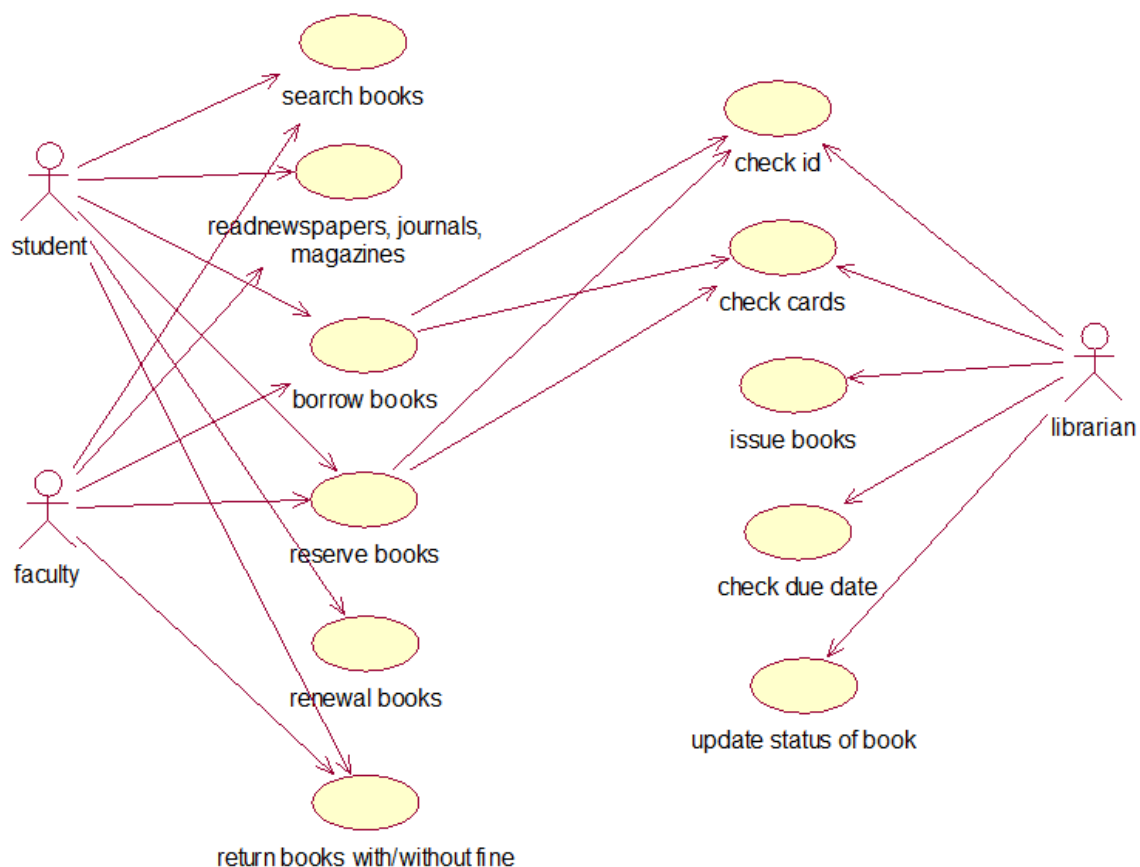 search books
check id
student
readnewspapers, journals,
magazines
check cards
borrow books
issue books
librarian
faculty
reserve books
check due date
renewal books
update status of book
return books with/without fine